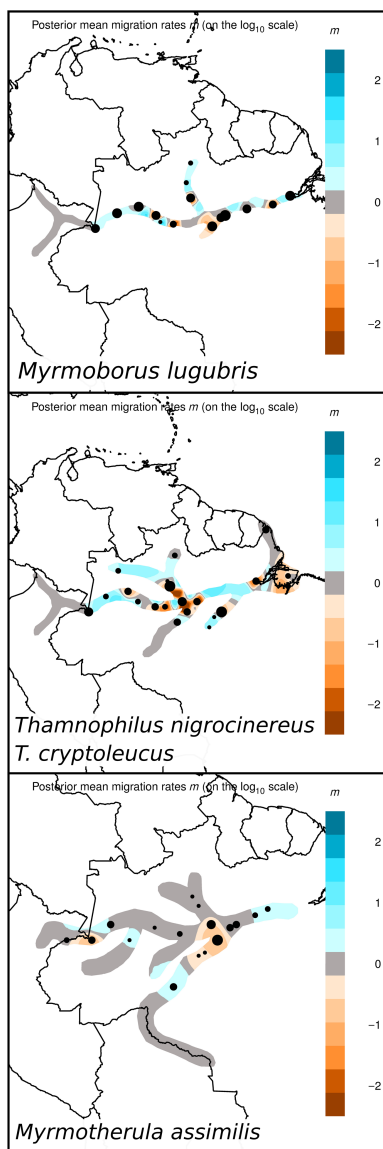 Posterior mean migration rates m (on the log10 scale)
m
2
1
0
−1
−2
Myrmoborus lugubris
Posterior mean migration rates m (on the log10 scale)
m
2
1
0
−1
−2
Thamnophilus nigrocinereus
T. cryptoleucus
Posterior mean migration rates m (on the log10 scale)
m
2
1
0
−1
−2
Myrmotherula assimilis